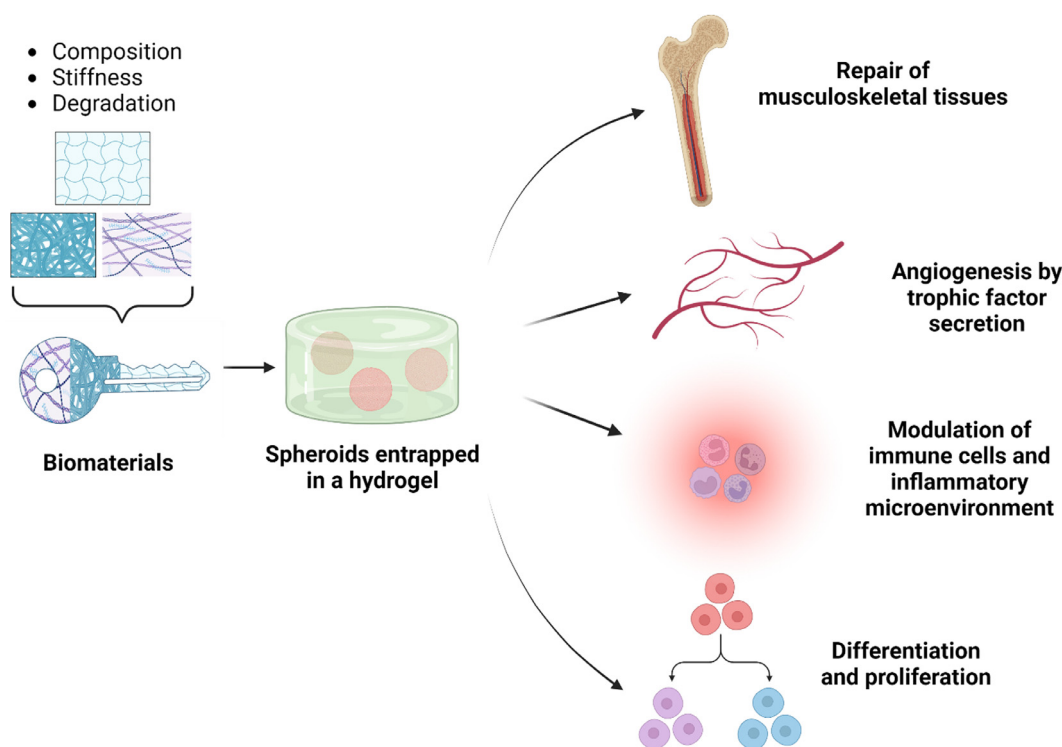 • Composition
• Stiffness
• Degradation
Biomaterials
Spheroids entrapped
in a hydrogel
Repair of
musculoskeletal tissues
Angiogenesis by
trophic factor
secretion
Modulation of
immune cells and
inflammatory
microenvironment
Differentiation
and proliferation